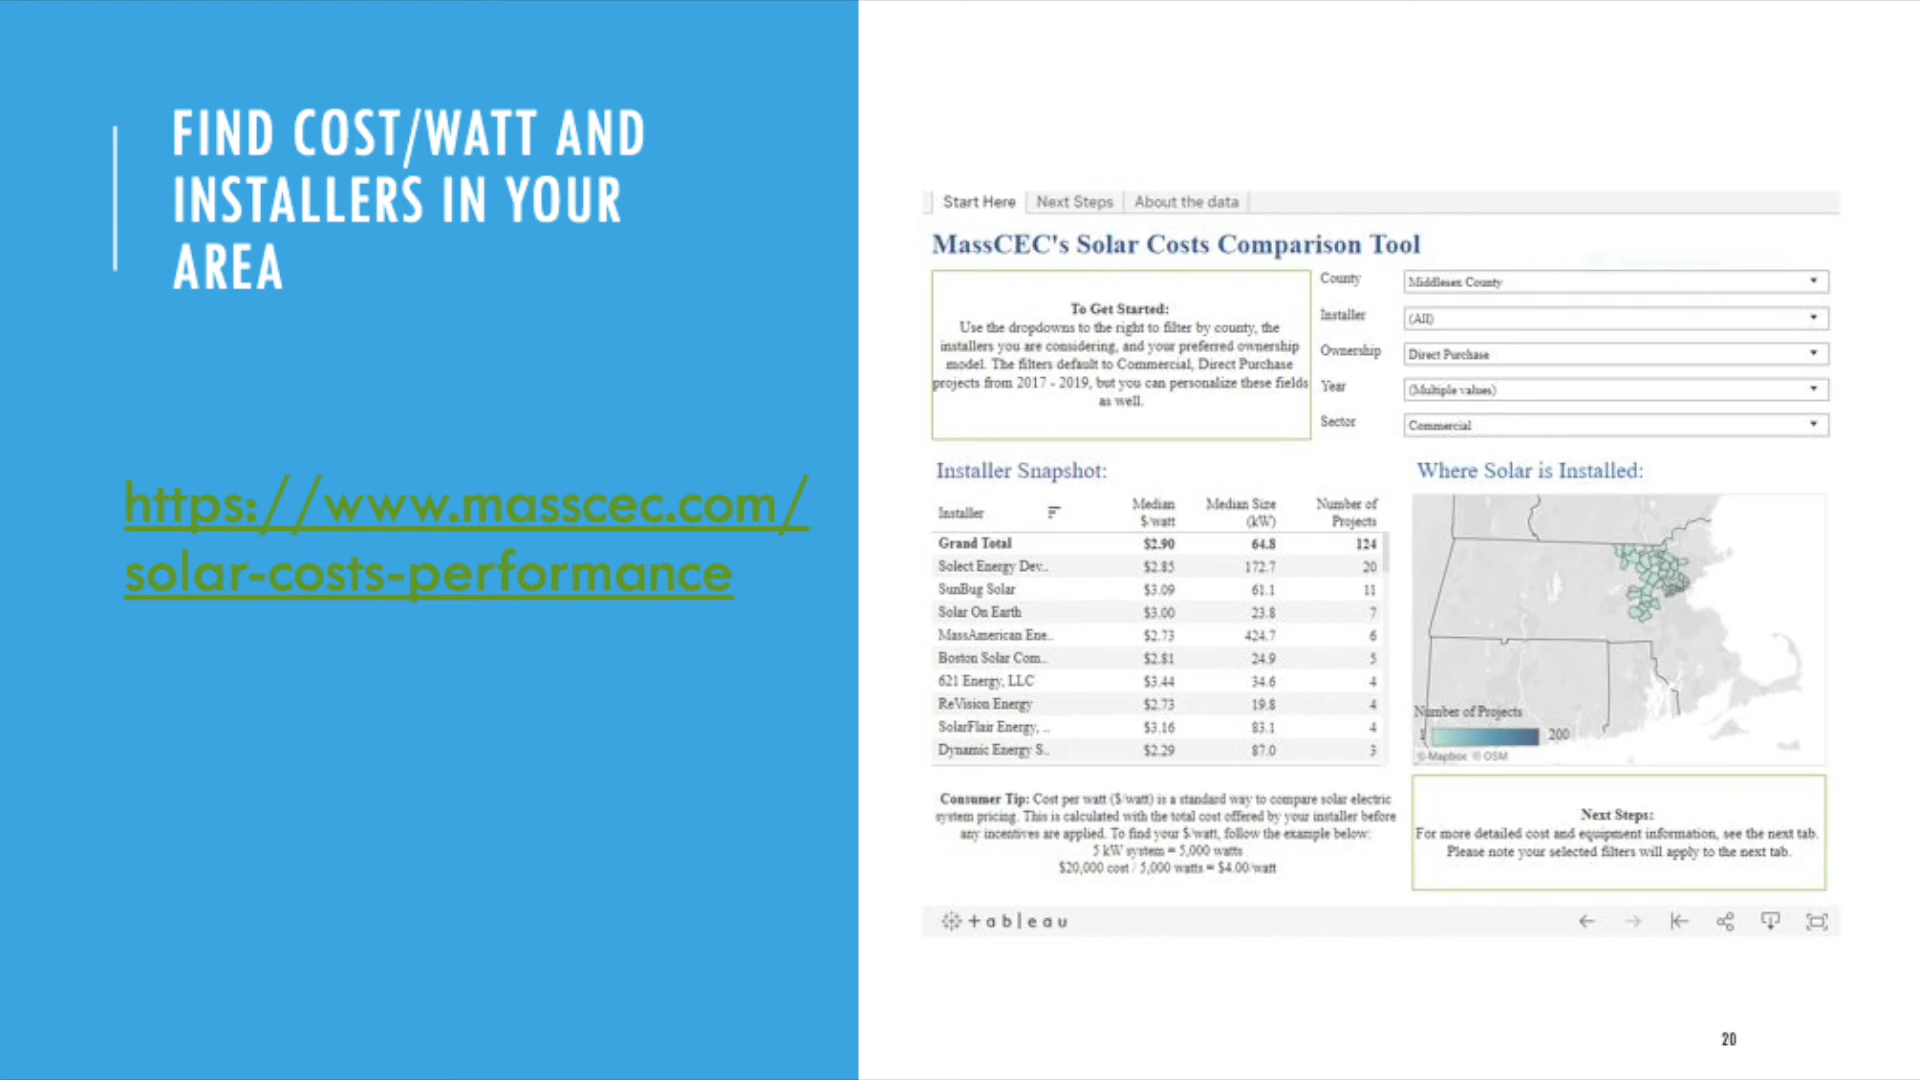 FIND COST/WATT AND
INSTALLERS IN YOUR
AREA
https://www.masscec.com/
solar-costs-performance
Start Here Next Steps About the data
MassCEC's Solar Costs Comparison Tool
To Get Started:
Use the dropdowns to the right to filter by county, the
installers you are considering, and your preferred ownership
model. The filters default to Commercial, Direct Purchase
projects from 2017 - 2019, but you can personalize these fields
as well.
County Middlesex County
Installer (All)
Ownership Direct Purchase
Year (Multiple values)
Sector Commercial
Installer Snapshot:
Installer Median $/watt Median Size (kW) Number of Projects
Grand Total $2.90 64.8 124
Solect Energy Dev.. $2.85 172.7 20
SunBug Solar $3.09 61.1 11
Solar On Earth $3.00 23.8 7
MassAmerican Ene.. $2.73 424.7 6
Boston Solar Com.. $2.81 24.9 5
621 Energy, LLC $3.44 34.6 4
ReVision Energy $2.73 19.8 4
SolarFlair Energy, .. $3.16 83.1 4
Dynamic Energy S.. $2.29 87.0 3
Where Solar is Installed:
Number of Projects
1 200
© Mapbox © OSM
Consumer Tip: Cost per watt ($/watt) is a standard way to compare solar electric
system pricing. This is calculated with the total cost offered by your installer before
any incentives are applied. To find your $/watt, follow the example below:
5 kW system = 5,000 watts
$20,000 cost / 5,000 watts = $4.00/watt
Next Steps:
For more detailed cost and equipment information, see the next tab.
Please note your selected filters will apply to the next tab.
+ableau
20